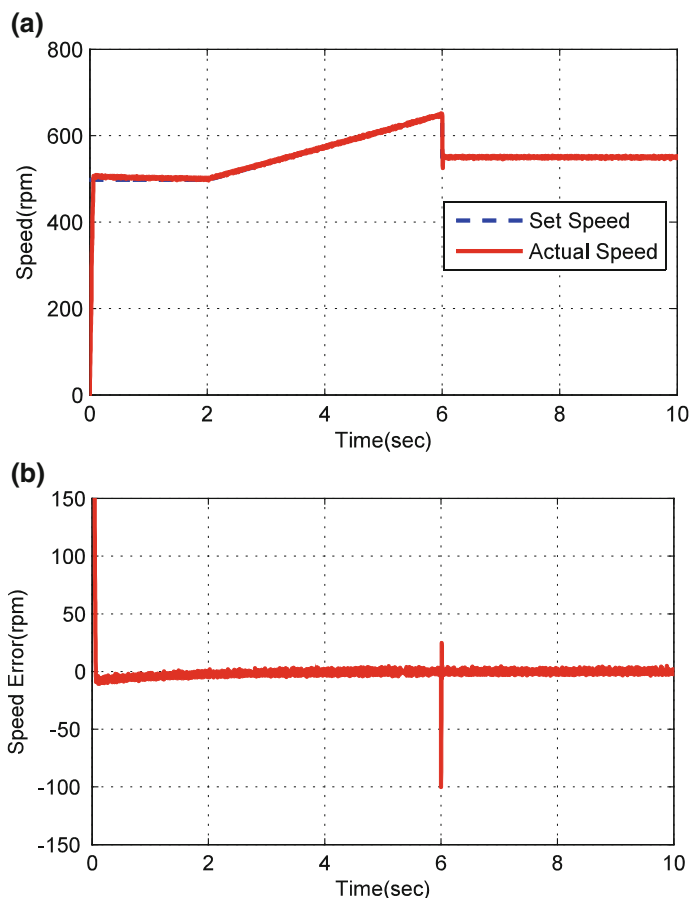 (a)
800
600
400
200
0
Speed(rpm)
Set Speed
Actual Speed
0 2 4 6 8 10
Time(sec)
(b)
150
100
50
0
-50
-100
-150
Speed Error(rpm)
0 2 4 6 8 10
Time(sec)